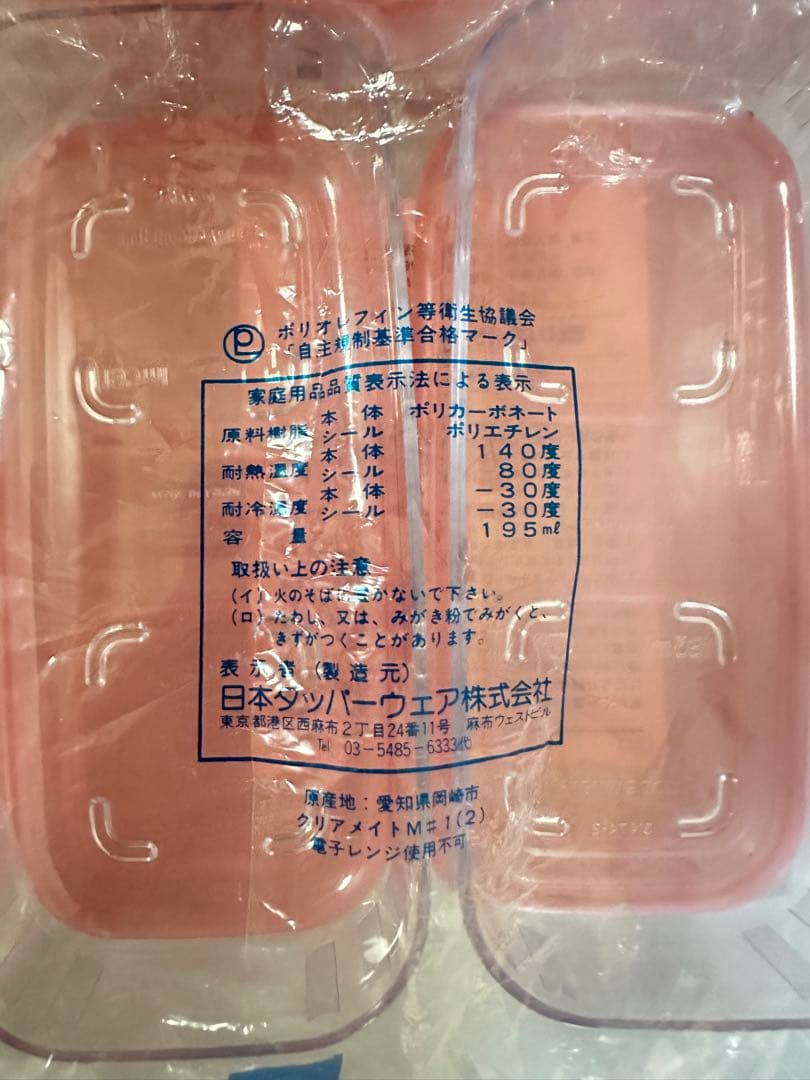 ポリオレフィン等衛生協議会
「自主規制基準合格マーク」
家庭用品品質表示法による表示
原料樹脂 本体 ポリカーボネート
シール ポリエチレン
耐熱温度 本体 140度
シール 80度
耐冷温度 本体 −30度
シール −30度
容量 195ml
取扱い上の注意
(イ)火のそばに置かないで下さい。
(ロ)たわし、又は、みがき粉でみがくと、
きずがつくことがあります。
表示者(製造元)
日本タッパーウェア株式会社
東京都港区西麻布2丁目24番11号 麻布ウェストビル
Tel 03−5485−6333代
原産地:愛知県岡崎市
クリアメイトM#1(2)
電子レンジ使用不可